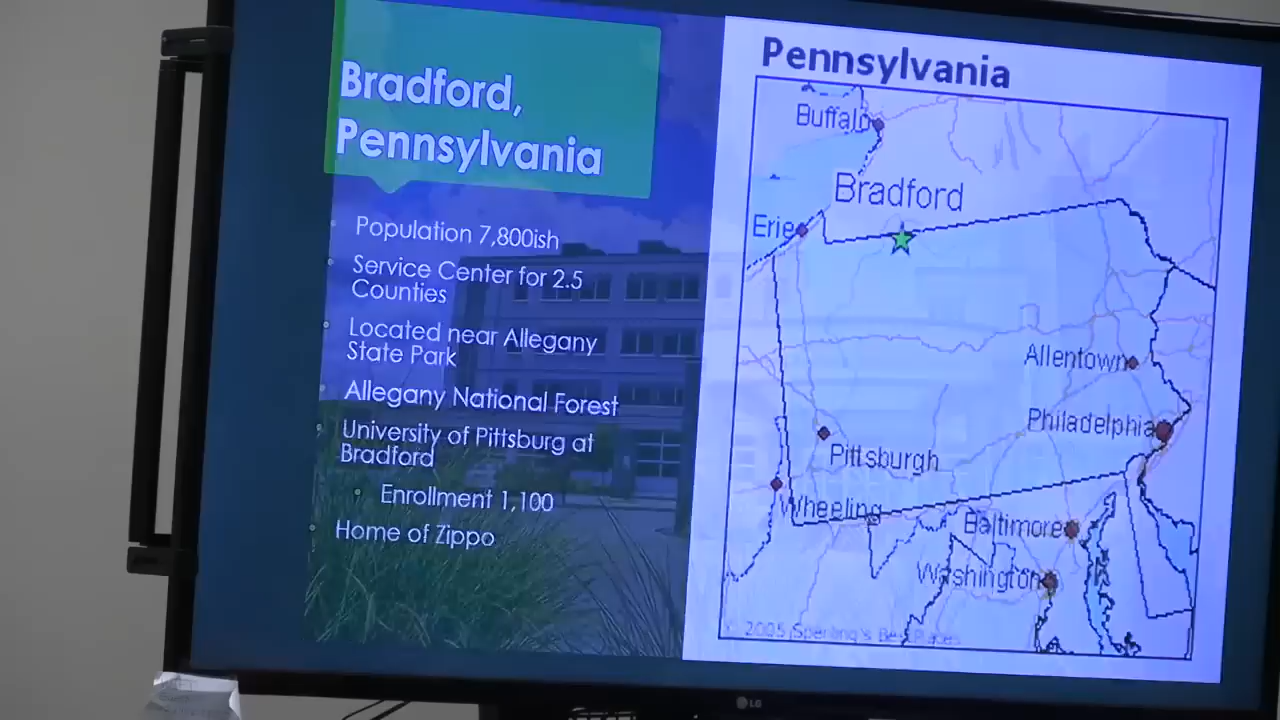 Bradford,
Pennsylvania
Population 7,800ish
Service Center for 2.5
Counties
Located near Allegany
State Park
Allegany National Forest
University of Pittsburg at
Bradford
Enrollment 1,100
Home of Zippo
Pennsylvania
Buffalo
Bradford
Erie
Allentown
Philadelphia
Pittsburgh
Wheeling
Baltimore
Washington
© 2005 Sperling's Best Places
LG